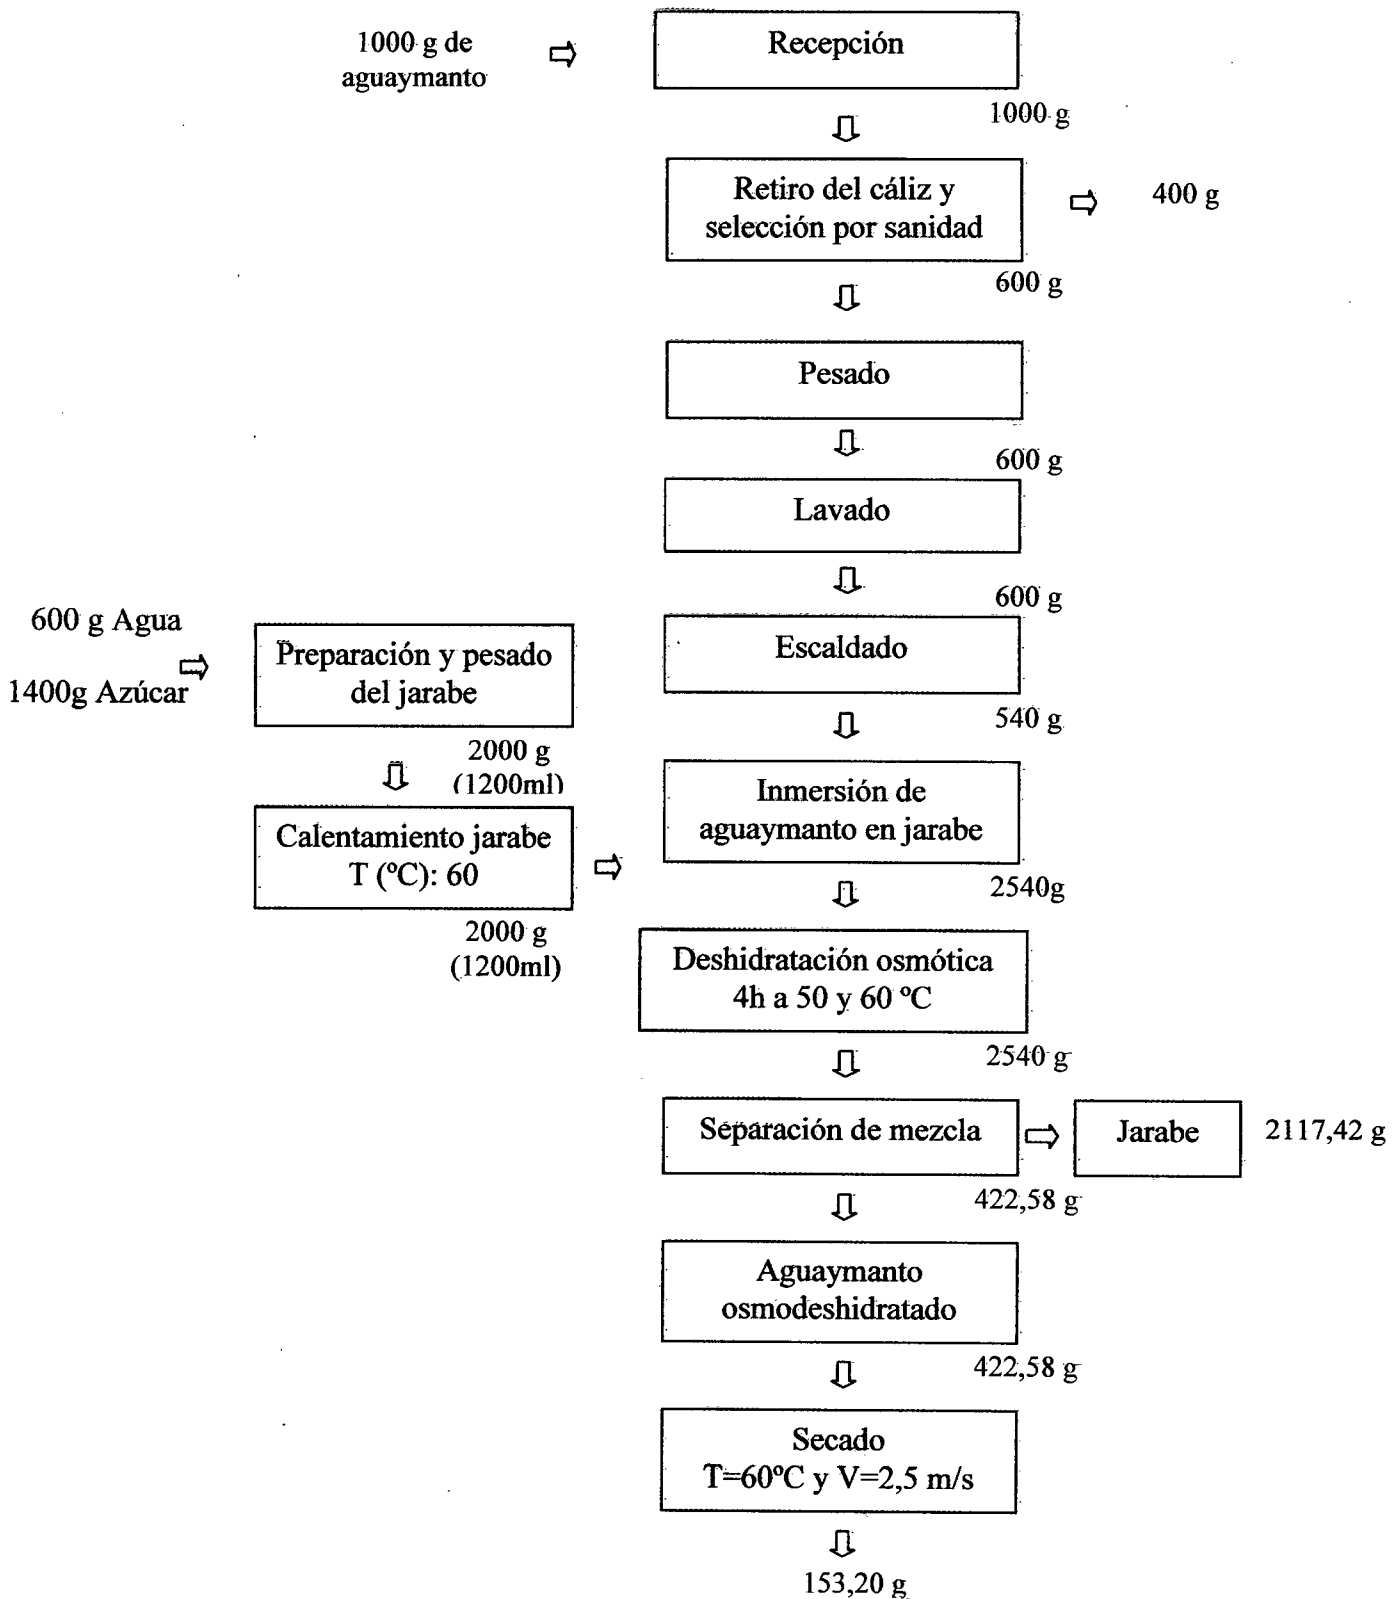 1000 g de
aguaymanto
Recepción
1000 g
Retiro del cáliz y
selección por sanidad
400 g
600 g
Pesado
600 g
Lavado
600 g
600 g Agua
1400g Azúcar
Preparación y pesado
del jarabe
2000 g
(1200ml)
Calentamiento jarabe
T (ºC): 60
2000 g
(1200ml)
Escaldado
540 g
Inmersión de
aguaymanto en jarabe
2540g
Deshidratación osmótica
4h a 50 y 60 ºC
2540 g
Separación de mezcla
Jarabe
2117,42 g
422,58 g
Aguaymanto
osmodeshidratado
422,58 g
Secado
T=60ºC y V=2,5 m/s
153,20 g